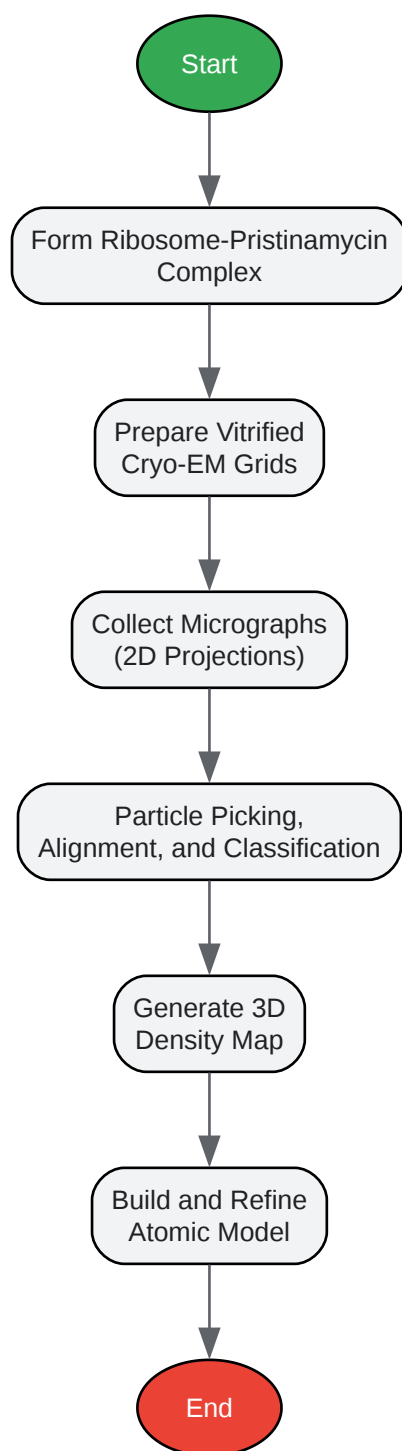 Start
Form Ribosome-Pristinamycin
Complex
Prepare Vitrified
Cryo-EM Grids
Collect Micrographs
(2D Projections)
Particle Picking,
Alignment, and Classification
Generate 3D
Density Map
Build and Refine
Atomic Model
End